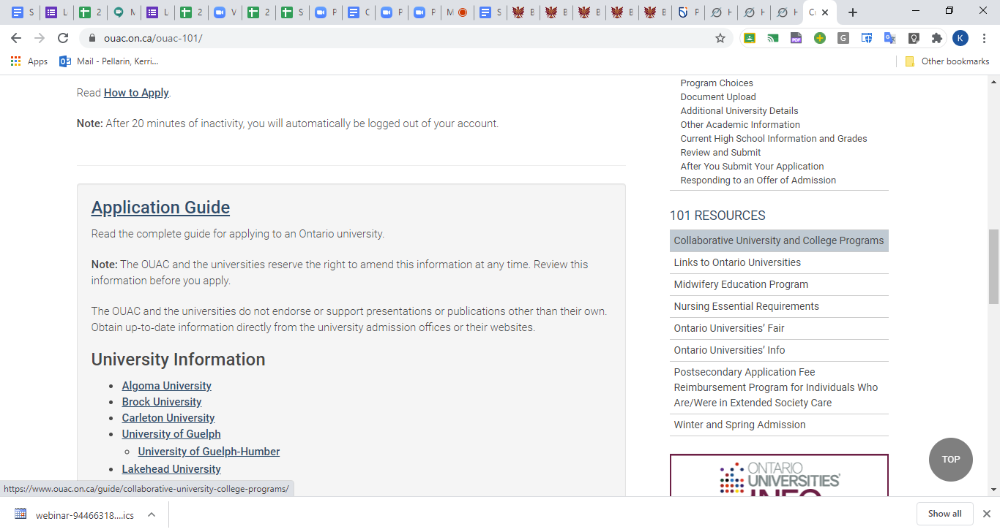 S
L
2
M
L
2
V
2
S
P
C
P
P
M
S
B
B
B
B
B
P
H
H
H
ouac.on.ca/ouac-101/
PDF
G
K
Apps
Mail - Pellarin, Kerri...
Other bookmarks
Read How to Apply.
Note: After 20 minutes of inactivity, you will automatically be logged out of your account.
Application Guide
Read the complete guide for applying to an Ontario university.
Note: The OUAC and the universities reserve the right to amend this information at any time. Review this
information before you apply.
The OUAC and the universities do not endorse or support presentations or publications other than their own.
Obtain up-to-date information directly from the university admission offices or their websites.
University Information
Algoma University
Brock University
Carleton University
University of Guelph
University of Guelph-Humber
Lakehead University
Program Choices
Document Upload
Additional University Details
Other Academic Information
Current High School Information and Grades
Review and Submit
After You Submit Your Application
Responding to an Offer of Admission
101 RESOURCES
Collaborative University and College Programs
Links to Ontario Universities
Midwifery Education Program
Nursing Essential Requirements
Ontario Universities’ Fair
Ontario Universities’ Info
Postsecondary Application Fee
Reimbursement Program for Individuals Who
Are/Were in Extended Society Care
Winter and Spring Admission
TOP
ONTARIO
UNIVERSITIES’
INFO
https://www.ouac.on.ca/guide/collaborative-university-college-programs/
webinar-94466318....ics
Show all